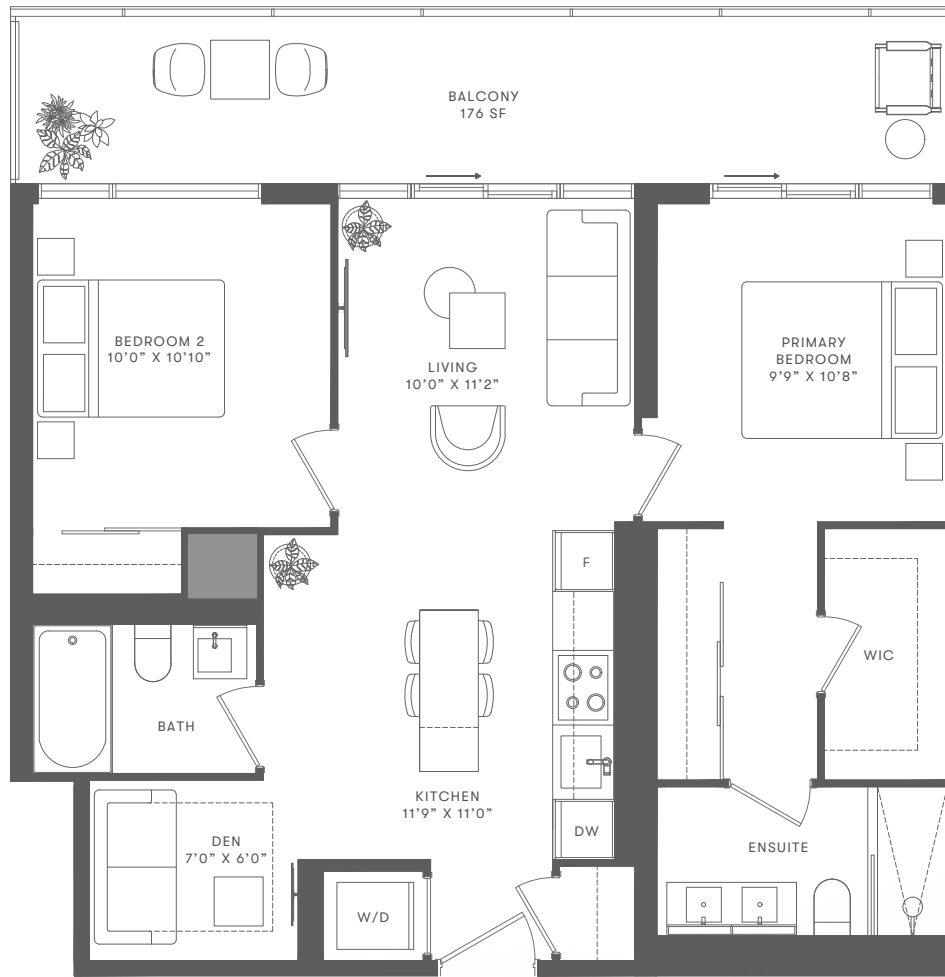 BALCONY
176 SF
BEDROOM 2
10'0” X 10'10”
LIVING
10'0” X 11'2”
PRIMARY
BEDROOM
9'9” X 10'8”
F
WIC
BATH
KITCHEN
11'9” X 11'0”
DW
DEN
7'0” X 6'0”
ENSUITE
W/D